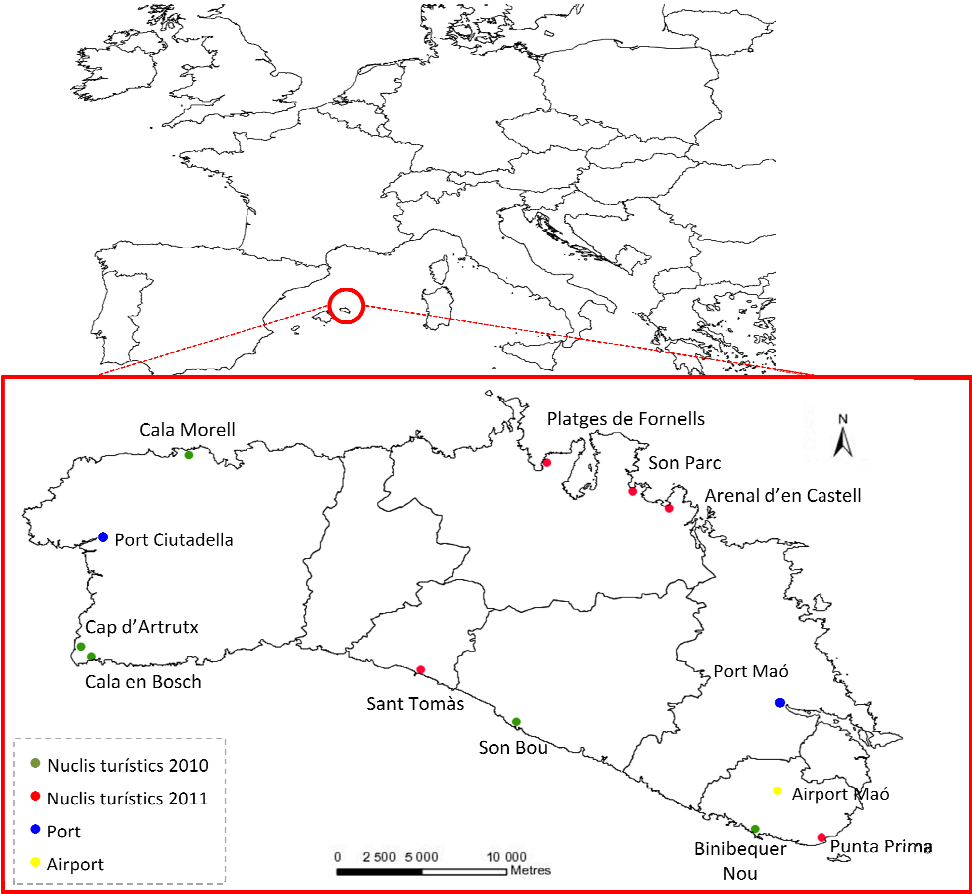 Platges de Fornells
N
Cala Morell
Son Parc
Arenal d'en Castell
Port Ciutadella
Cap d'Artrutx
Port Maó
Cala en Bosch
Sant Tomàs
Son Bou
Nuclis turístics 2010
Nuclis turístics 2011
Port
Airport
Airport Maó
Binibequer
Nou
Punta Prima
0 2 500 5 000 10 000
Metres